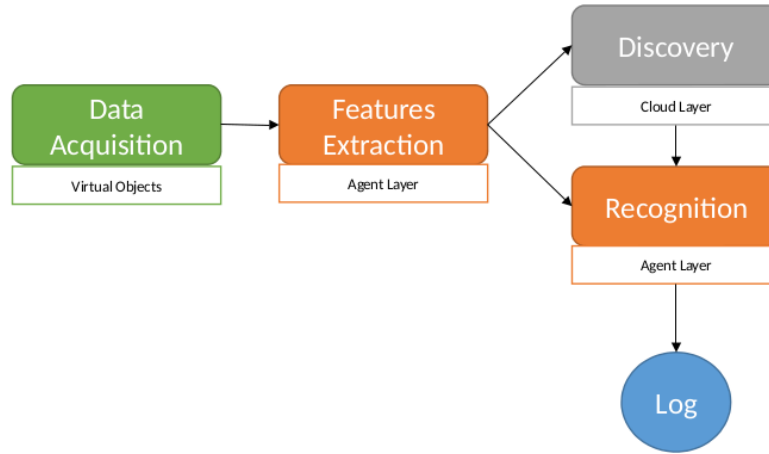 Data
Acquisition
Virtual Objects
Features
Extraction
Agent Layer
Discovery
Cloud Layer
Recognition
Agent Layer
Log